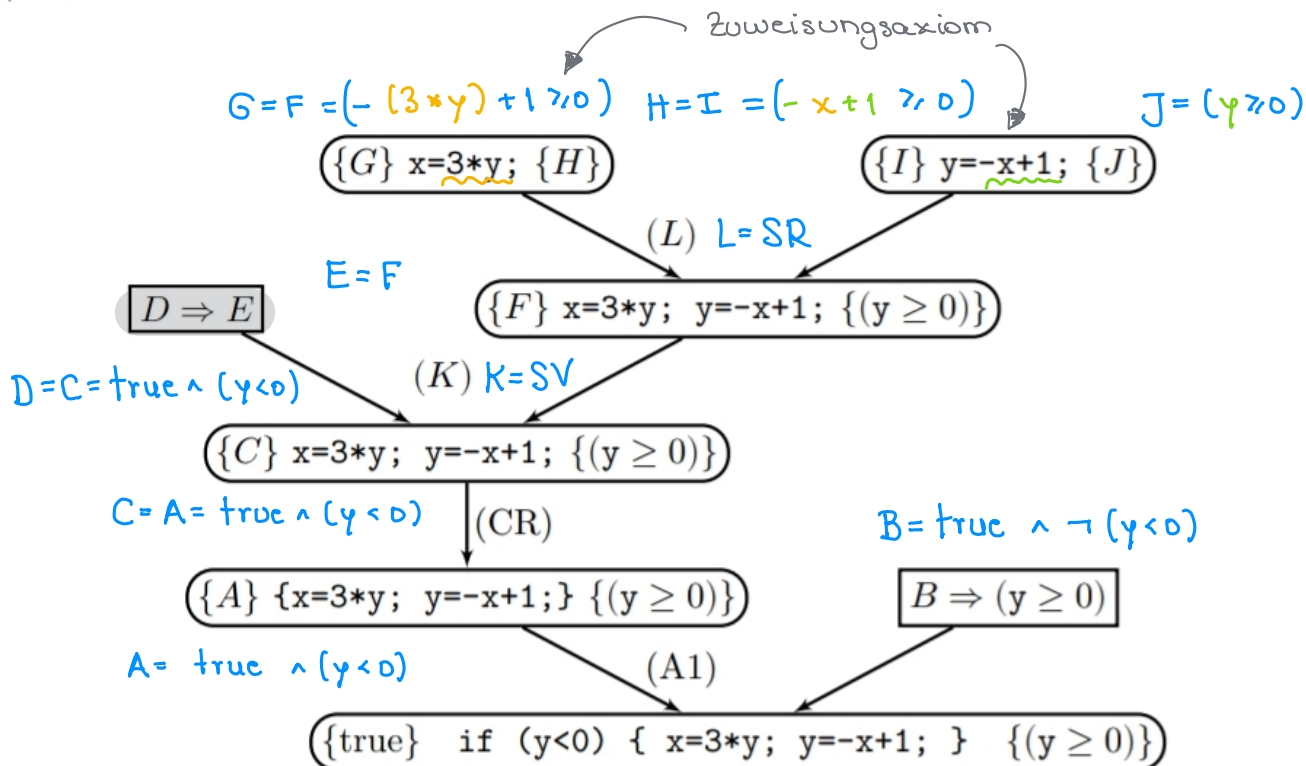 Zuweisungsaxiom
G=F =(- (3*y) +1 ≥ 0) H=I =(-x+1 ≥ 0) J=(y≥0)
{G} x=3*y; {H} {I} y=-x+1; {J}
(L) L=SR
E=F
D ⇒ E {F} x=3*y; y=-x+1; {(y ≥ 0)}
D=C=true ∧ (y<0) (K) K=SV
{C} x=3*y; y=-x+1; {(y ≥ 0)}
C=A= true ∧ (y<0) (CR) B= true ∧ ¬(y<0)
{A} {x=3*y; y=-x+1;} {(y ≥ 0)} B ⇒ (y ≥ 0)
A= true ∧ (y<0) (A1)
{true} if (y<0) { x=3*y; y=-x+1; } {(y ≥ 0)}